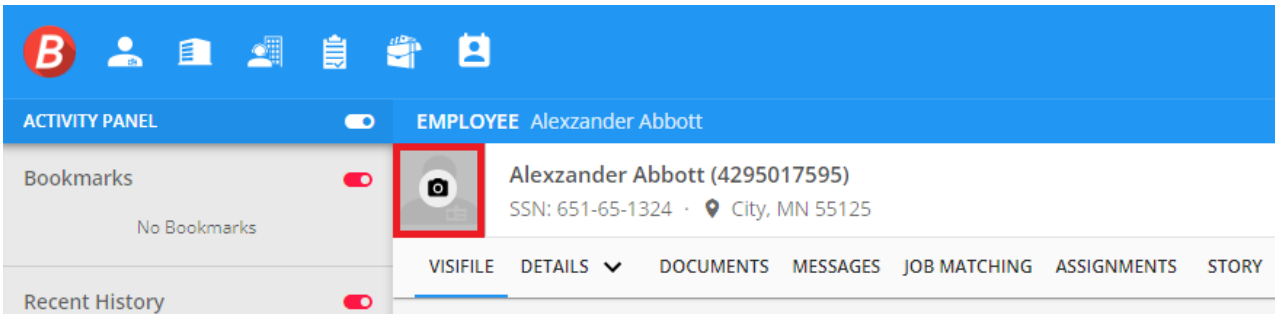 B
ACTIVITY PANEL
EMPLOYEE Alexzander Abbott
Bookmarks
No Bookmarks
Alexzander Abbott (4295017595)
SSN: 651-65-1324 · City, MN 55125
VISIFILE DETAILS DOCUMENTS MESSAGES JOB MATCHING ASSIGNMENTS STORY
Recent History